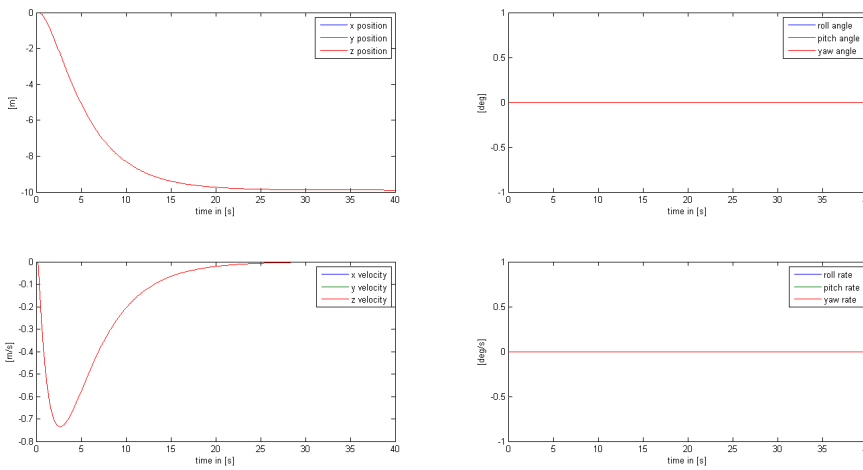 0
-2
-4
-6
-8
-10
[m]
0 5 10 15 20 25 30 35 40
time in [s]
x position
y position
z position
1
0.5
0
-0.5
-1
[deg]
0 5 10 15 20 25 30 35 40
time in [s]
roll angle
pitch angle
yaw angle
0
-0.1
-0.2
-0.3
-0.4
-0.5
-0.6
-0.7
-0.8
[m/s]
0 5 10 15 20 25 30 35 40
time in [s]
x velocity
y velocity
z velocity
1
0.5
0
-0.5
-1
[deg/s]
0 5 10 15 20 25 30 35 40
time in [s]
roll rate
pitch rate
yaw rate